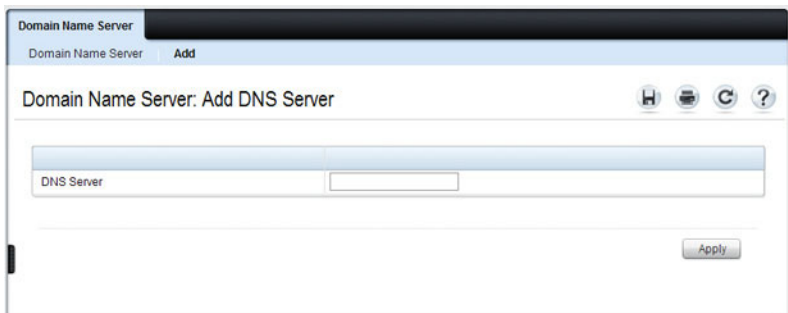 Domain Name Server
Domain Name Server Add
Domain Name Server: Add DNS Server
DNS Server
Apply